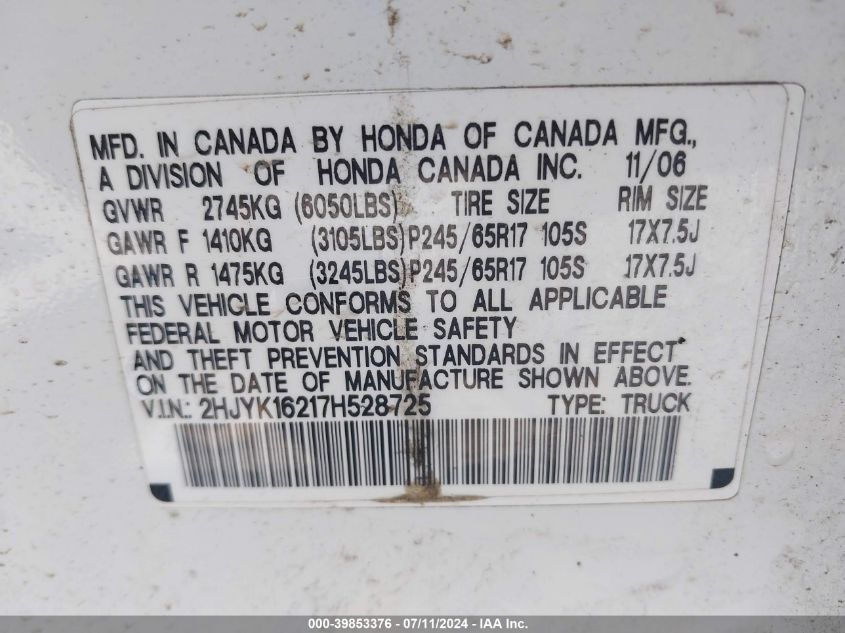 MFD. IN CANADA BY HONDA OF CANADA MFG.,
A DIVISION OF HONDA CANADA INC. 11/06
GVWR 2745KG (6050LBS) TIRE SIZE RIM SIZE
GAWR F 1410KG (3105LBS)P245/65R17 105S 17X7.5J
GAWR R 1475KG (3245LBS)P245/65R17 105S 17X7.5J
THIS VEHICLE CONFORMS TO ALL APPLICABLE
FEDERAL MOTOR VEHICLE SAFETY
AND THEFT PREVENTION STANDARDS IN EFFECT
ON THE DATE OF MANUFACTURE SHOWN ABOVE.
V.I.N.: 2HJYK16217H528725 TYPE: TRUCK
000-39853376 - 07/11/2024 - IAA Inc.